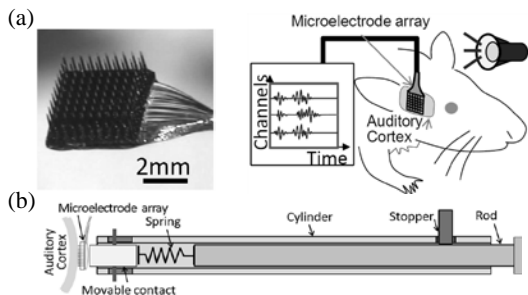 (a)
2mm
Microelectrode array
Channels
Time
Auditory
Cortex
(b)
Microelectrode array
Auditory
Cortex
Spring
Movable contact
Cylinder
Stopper
Rod